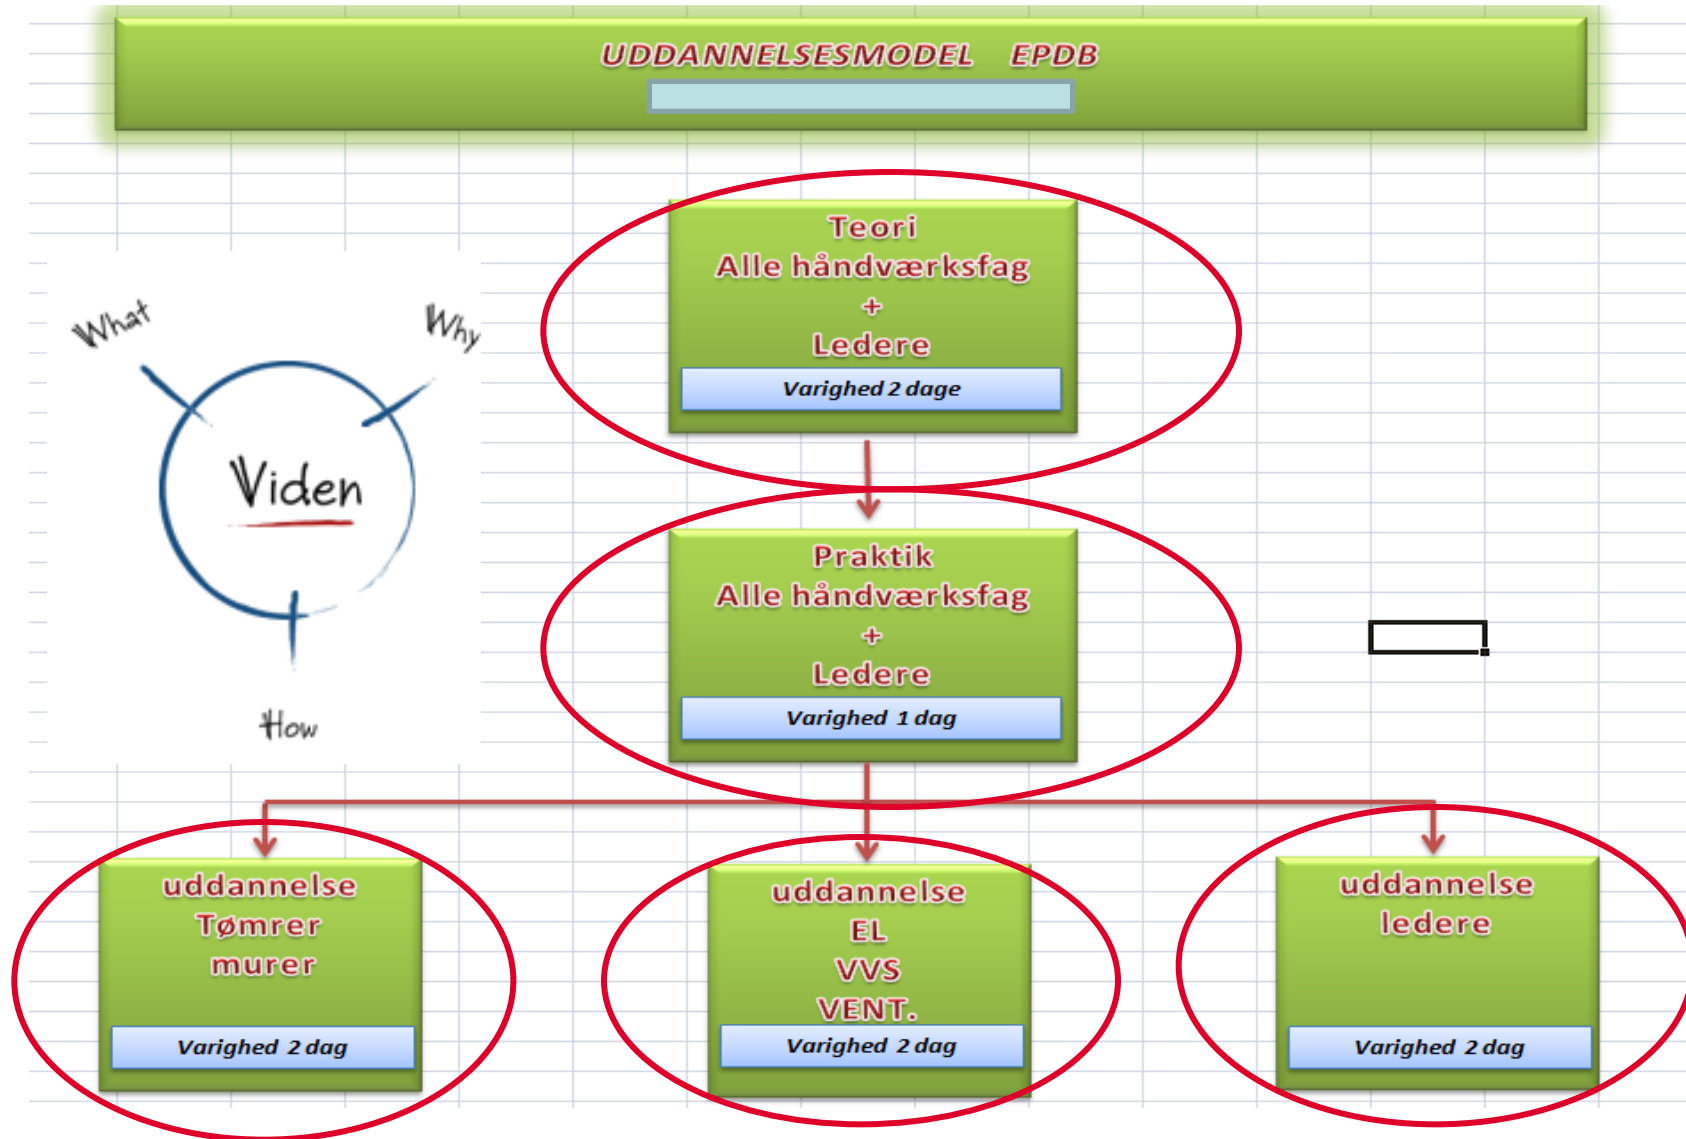 UDDANNELSESMODEL EPDB
Teori
Alle håndværksfag
+
Ledere
Varighed 2 dage
What
Why
Viden
How
Praktik
Alle håndværksfag
+
Ledere
Varighed 1 dag
uddannelse
Tømrer
murer
Varighed 2 dag
uddannelse
EL
VVS
VENT.
Varighed 2 dag
uddannelse
ledere
Varighed 2 dag